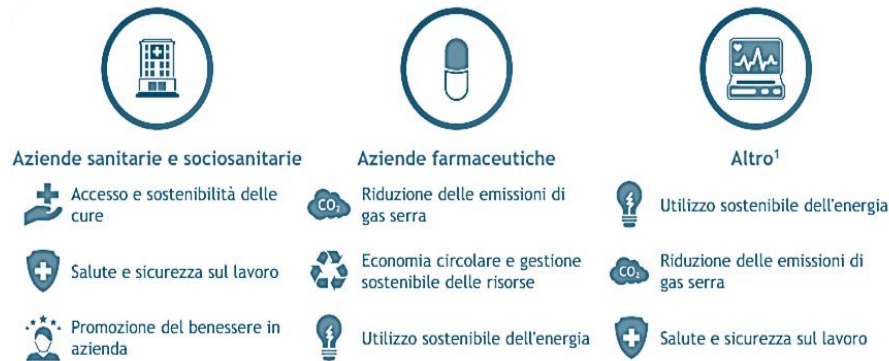 Aziende sanitarie e sociosanitarie
Accesso e sostenibilità delle
cure
Salute e sicurezza sul lavoro
Promozione del benessere in
azienda
Aziende farmaceutiche
CO₂
Riduzione delle emissioni di
gas serra
Economia circolare e gestione
sostenibile delle risorse
Utilizzo sostenibile dell'energia
Altro¹
Utilizzo sostenibile dell'energia
CO₂
Riduzione delle emissioni di
gas serra
Salute e sicurezza sul lavoro